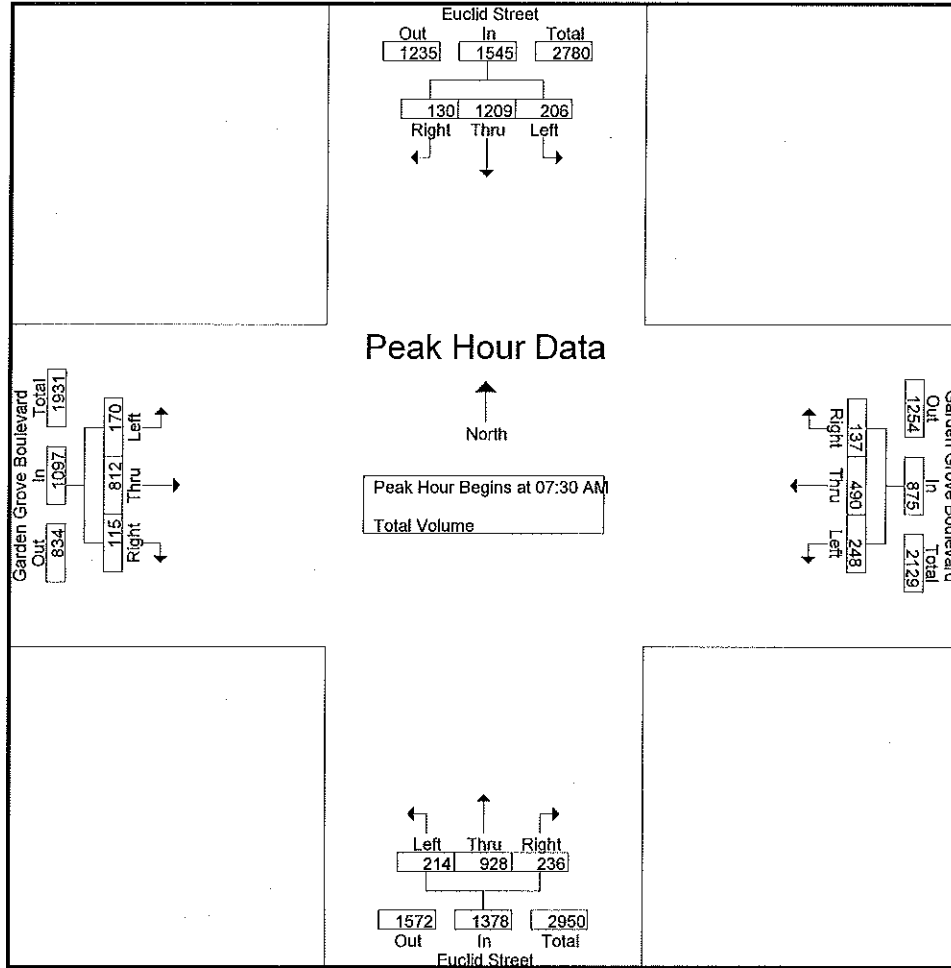 Euclid Street
Out In Total
1235 1545 2780
130 1209 206
Right Thru Left
Peak Hour Data
North
Peak Hour Begins at 07:30 AM
Total Volume
Garden Grove Boulevard
Total In Out
1931 1097 834
170 812 115
Left Thru Right
Right Thru Left
137 490 248
1254 875 2129
Out In Total
Garden Grove Boulevard
Left Thru Right
214 928 236
1572 1378 2950
Out In Total
Euclid Street